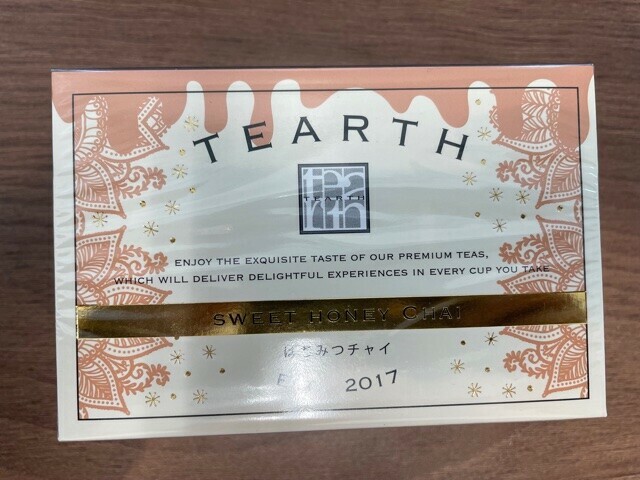 TEARTH
TEARTH
ENJOY THE EXQUISITE TASTE OF OUR PREMIUM TEAS,
WHICH WILL DELIVER DELIGHTFUL EXPERIENCES IN EVERY CUP YOU TAKE
SWEET HONEY CHAI
はちみつチャイ
2017